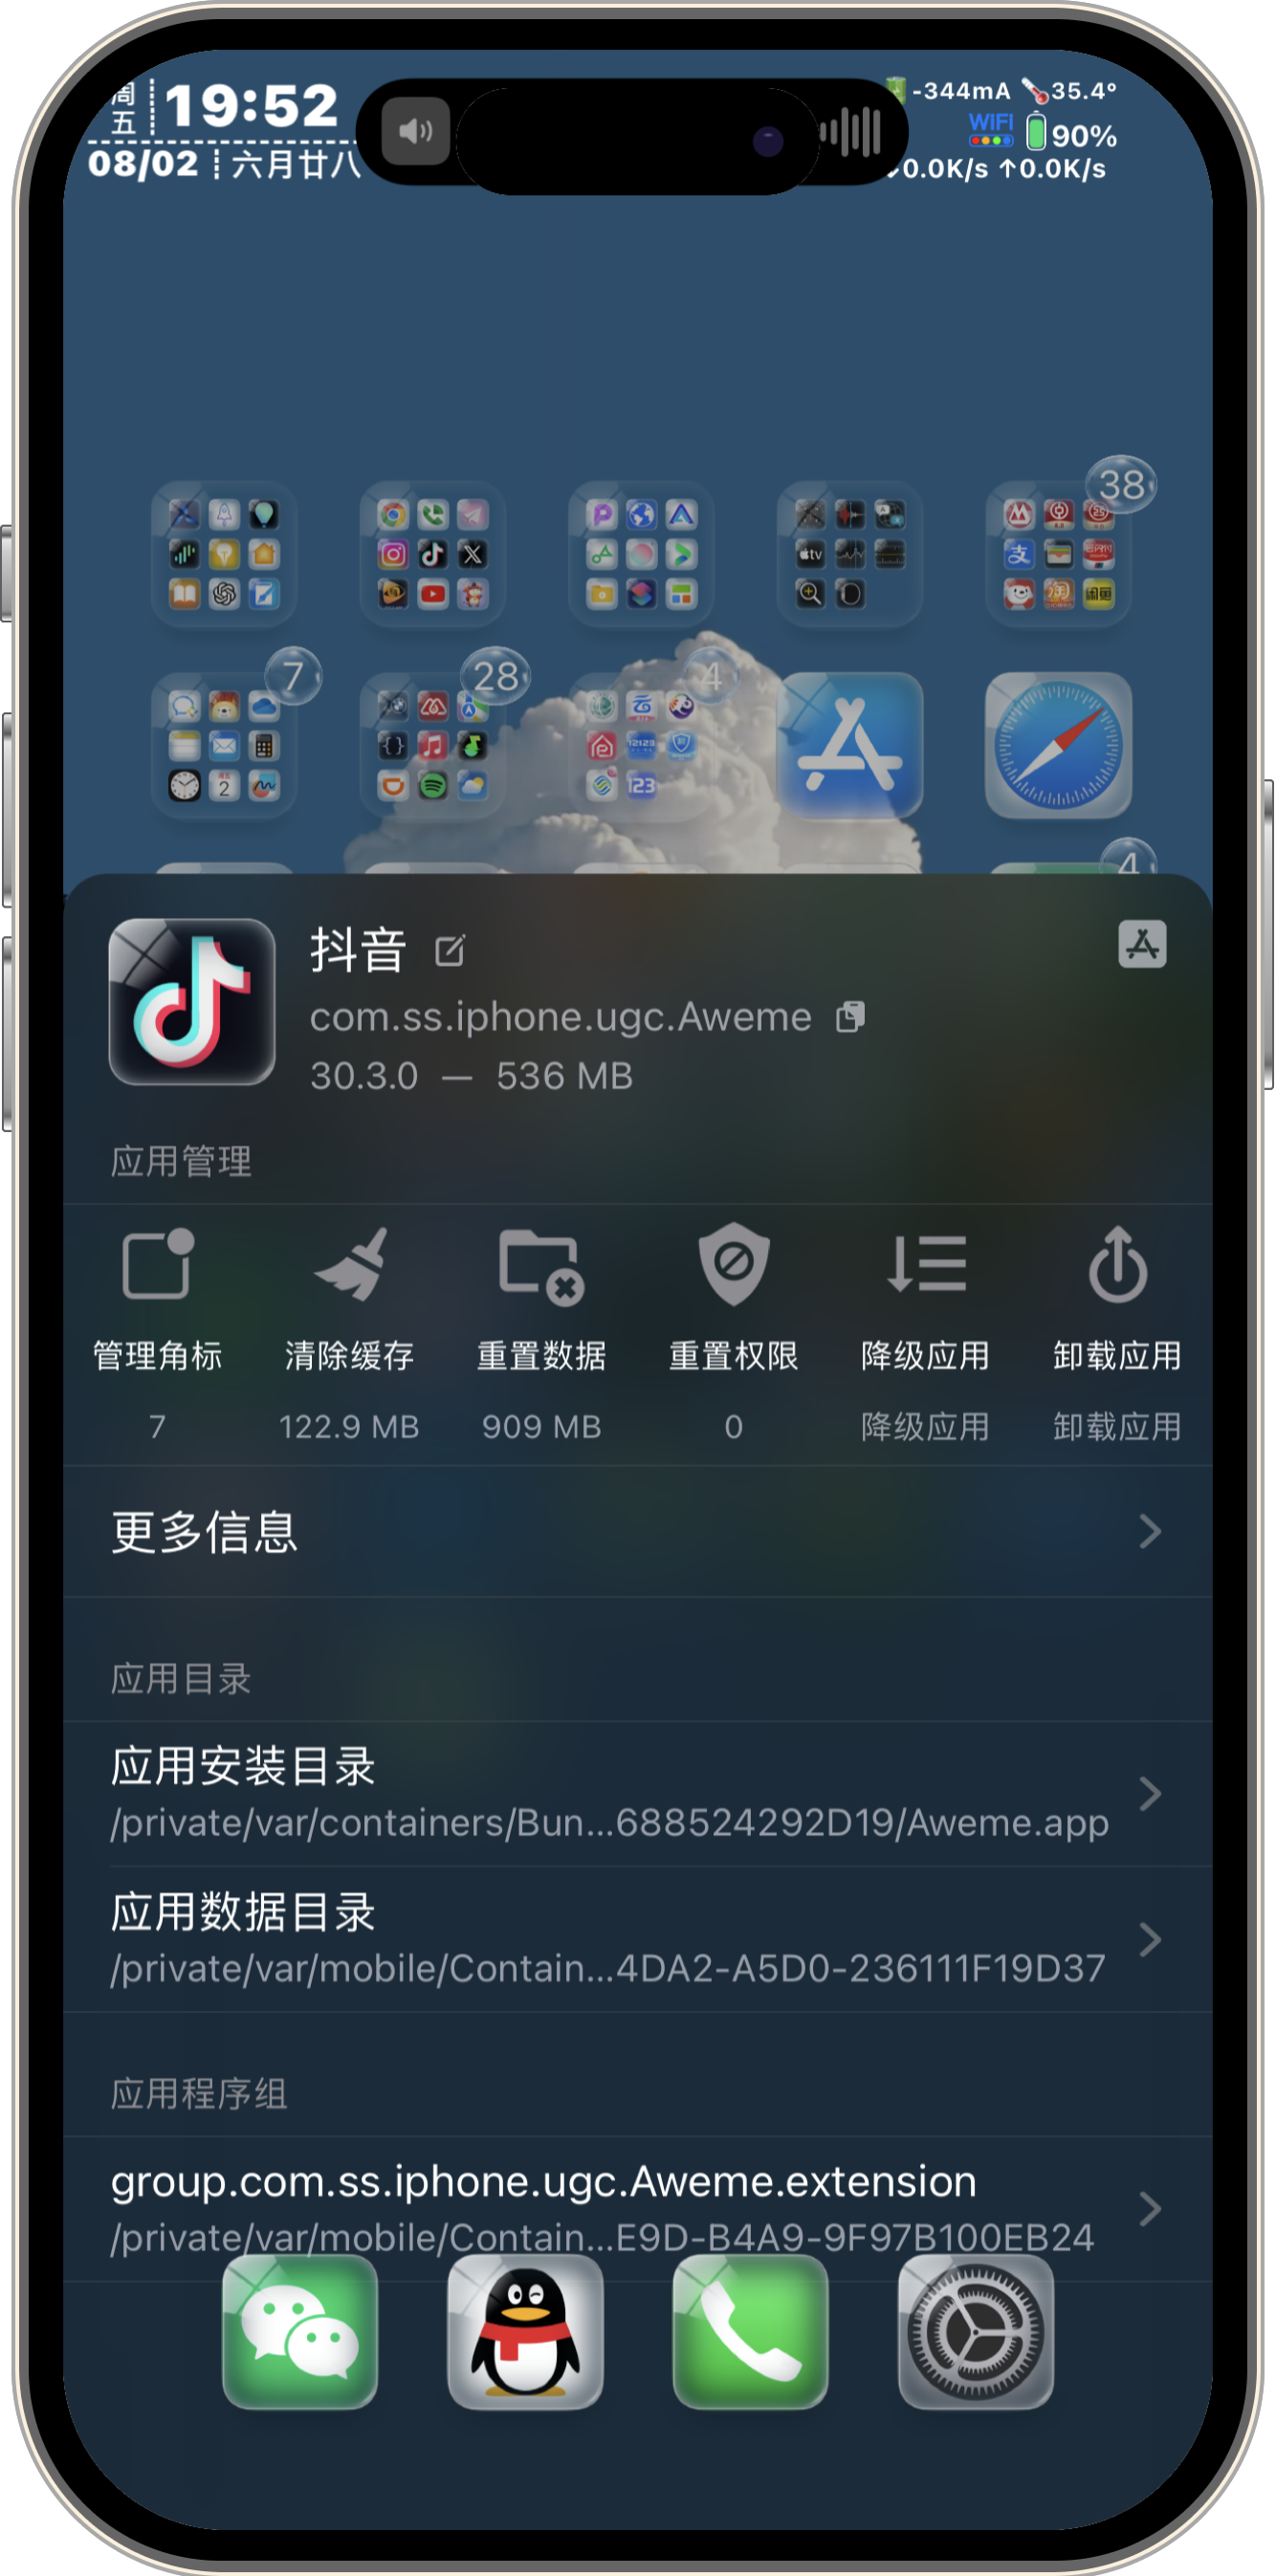 周五
19:52
08/02
六月廿八
-344mA
35.4°
WIFI
90%
0.0K/s ↑0.0K/s
38
7
28
4
4
抖音
com.ss.iphone.ugc.Aweme
30.3.0 — 536 MB
应用管理
管理角标 清除缓存 重置数据 重置权限 降级应用 卸载应用
7 122.9 MB 909 MB 0 降级应用 卸载应用
更多信息
应用目录
应用安装目录
/private/var/containers/Bun...688524292D19/Aweme.app
应用数据目录
/private/var/mobile/Contain...4DA2-A5D0-236111F19D37
应用程序组
group.com.ss.iphone.ugc.Aweme.extension
/private/var/mobile/Contain...E9D-B4A9-9F97B100EB24